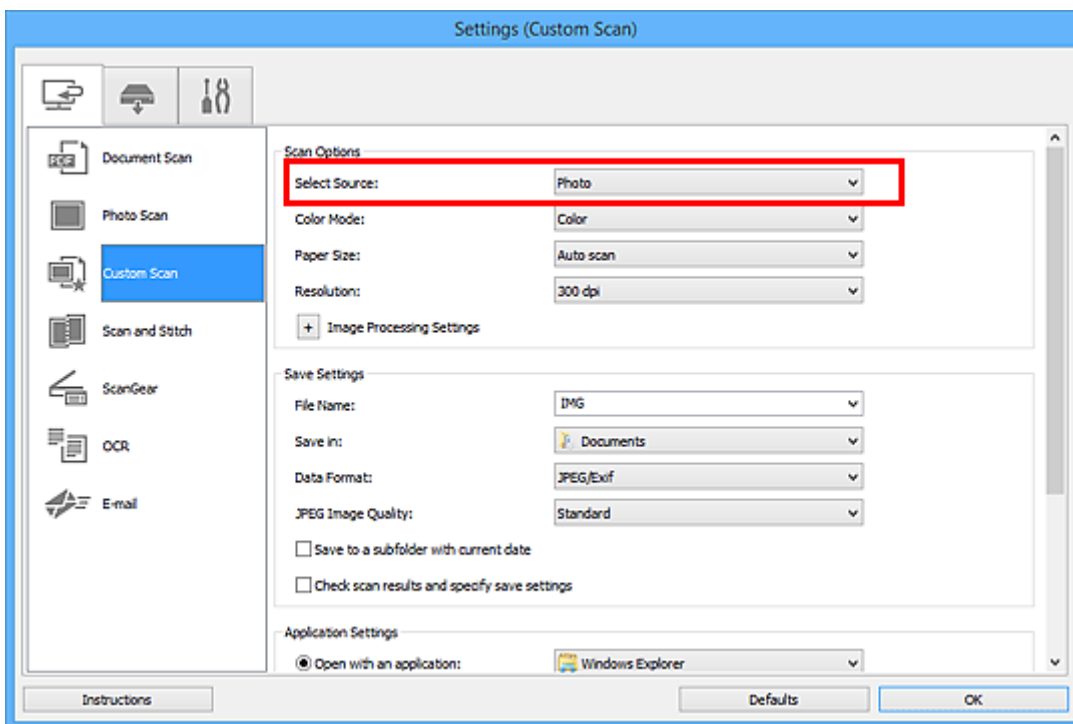 Settings (Custom Scan)
Document Scan
Photo Scan
Custom Scan
Scan and Stitch
ScanGear
OCR
E-mail
Scan Options
Select Source: Photo
Color Mode: Color
Paper Size: Auto scan
Resolution: 300 dpi
+ Image Processing Settings
Save Settings
File Name: IMG
Save in: Documents
Data Format: JPEG/Exif
JPEG Image Quality: Standard
Save to a subfolder with current date
Check scan results and specify save settings
Application Settings
Open with an application: Windows Explorer
Instructions Defaults OK